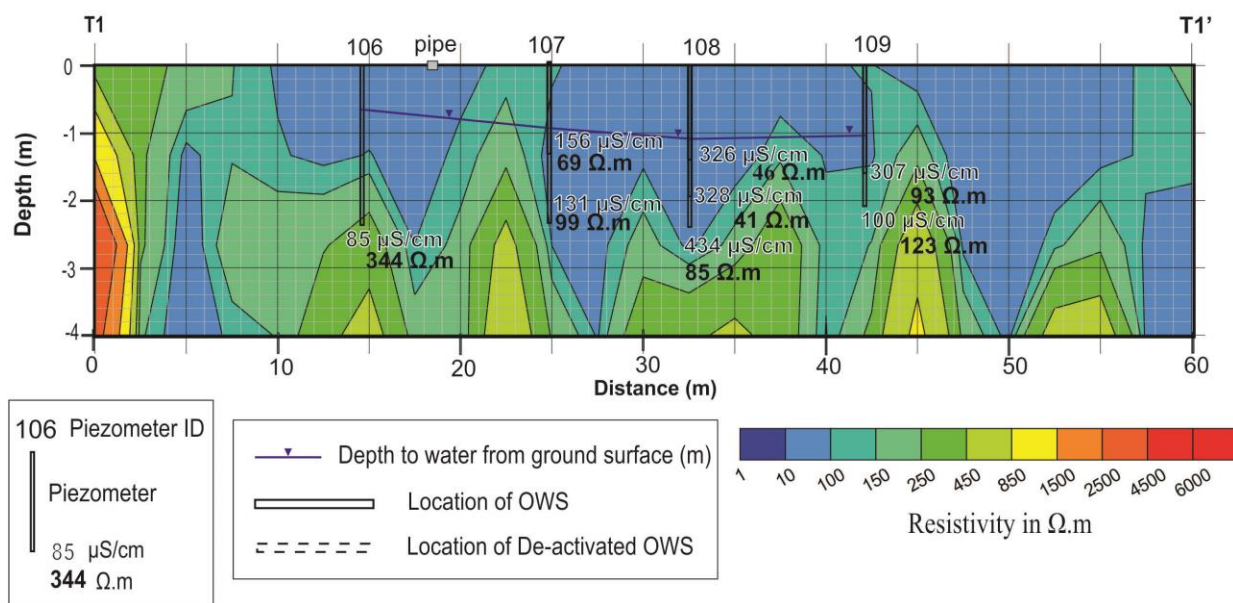 T1 T1'
106 pipe 107 108 109
0
-1
-2
-3
-4
Depth (m)
156 μS/cm
69 Ω.m
131 μS/cm
99 Ω.m
326 μS/cm
46 Ω.m
328 μS/cm
41 Ω.m
434 μS/cm
85 Ω.m
307 μS/cm
93 Ω.m
100 μS/cm
123 Ω.m
85 μS/cm
344 Ω.m
0 10 20 30 40 50 60
Distance (m)
106 Piezometer ID
Piezometer
85 μS/cm
344 Ω.m
Depth to water from ground surface (m)
Location of OWS
Location of De-activated OWS
1 10 100 150 250 450 850 1500 2500 4500 6000
Resistivity in Ω.m